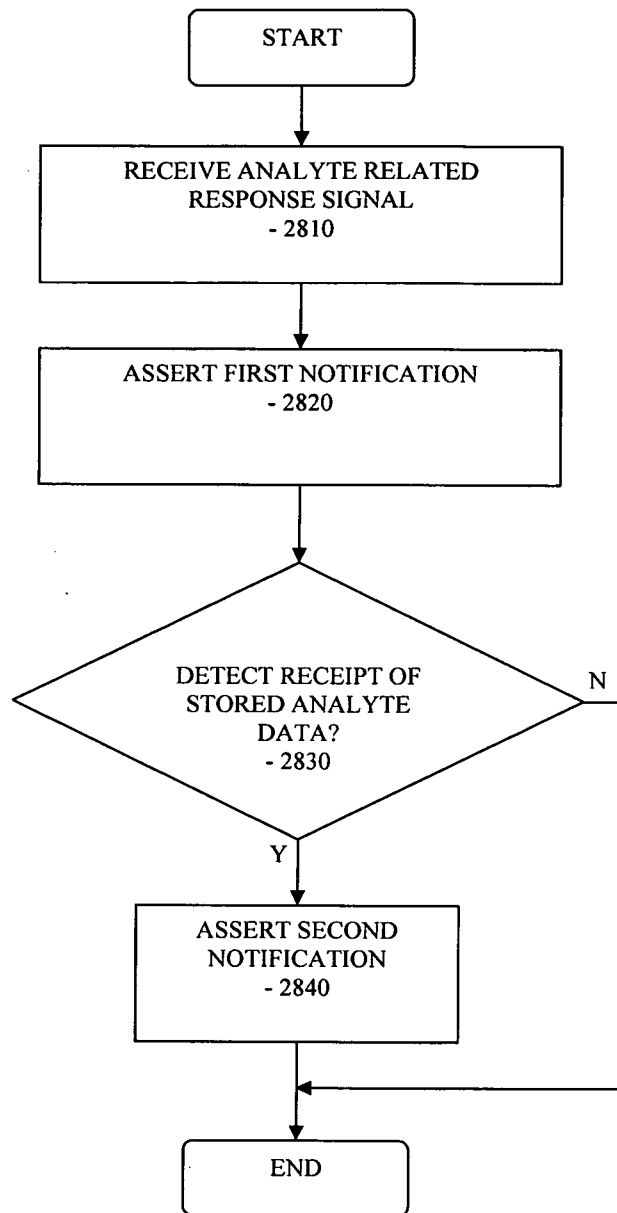 START
RECEIVE ANALYTE RELATED
RESPONSE SIGNAL
- 2810
ASSERT FIRST NOTIFICATION
- 2820
DETECT RECEIPT OF
STORED ANALYTE
DATA?
- 2830
N
Y
ASSERT SECOND
NOTIFICATION
- 2840
END